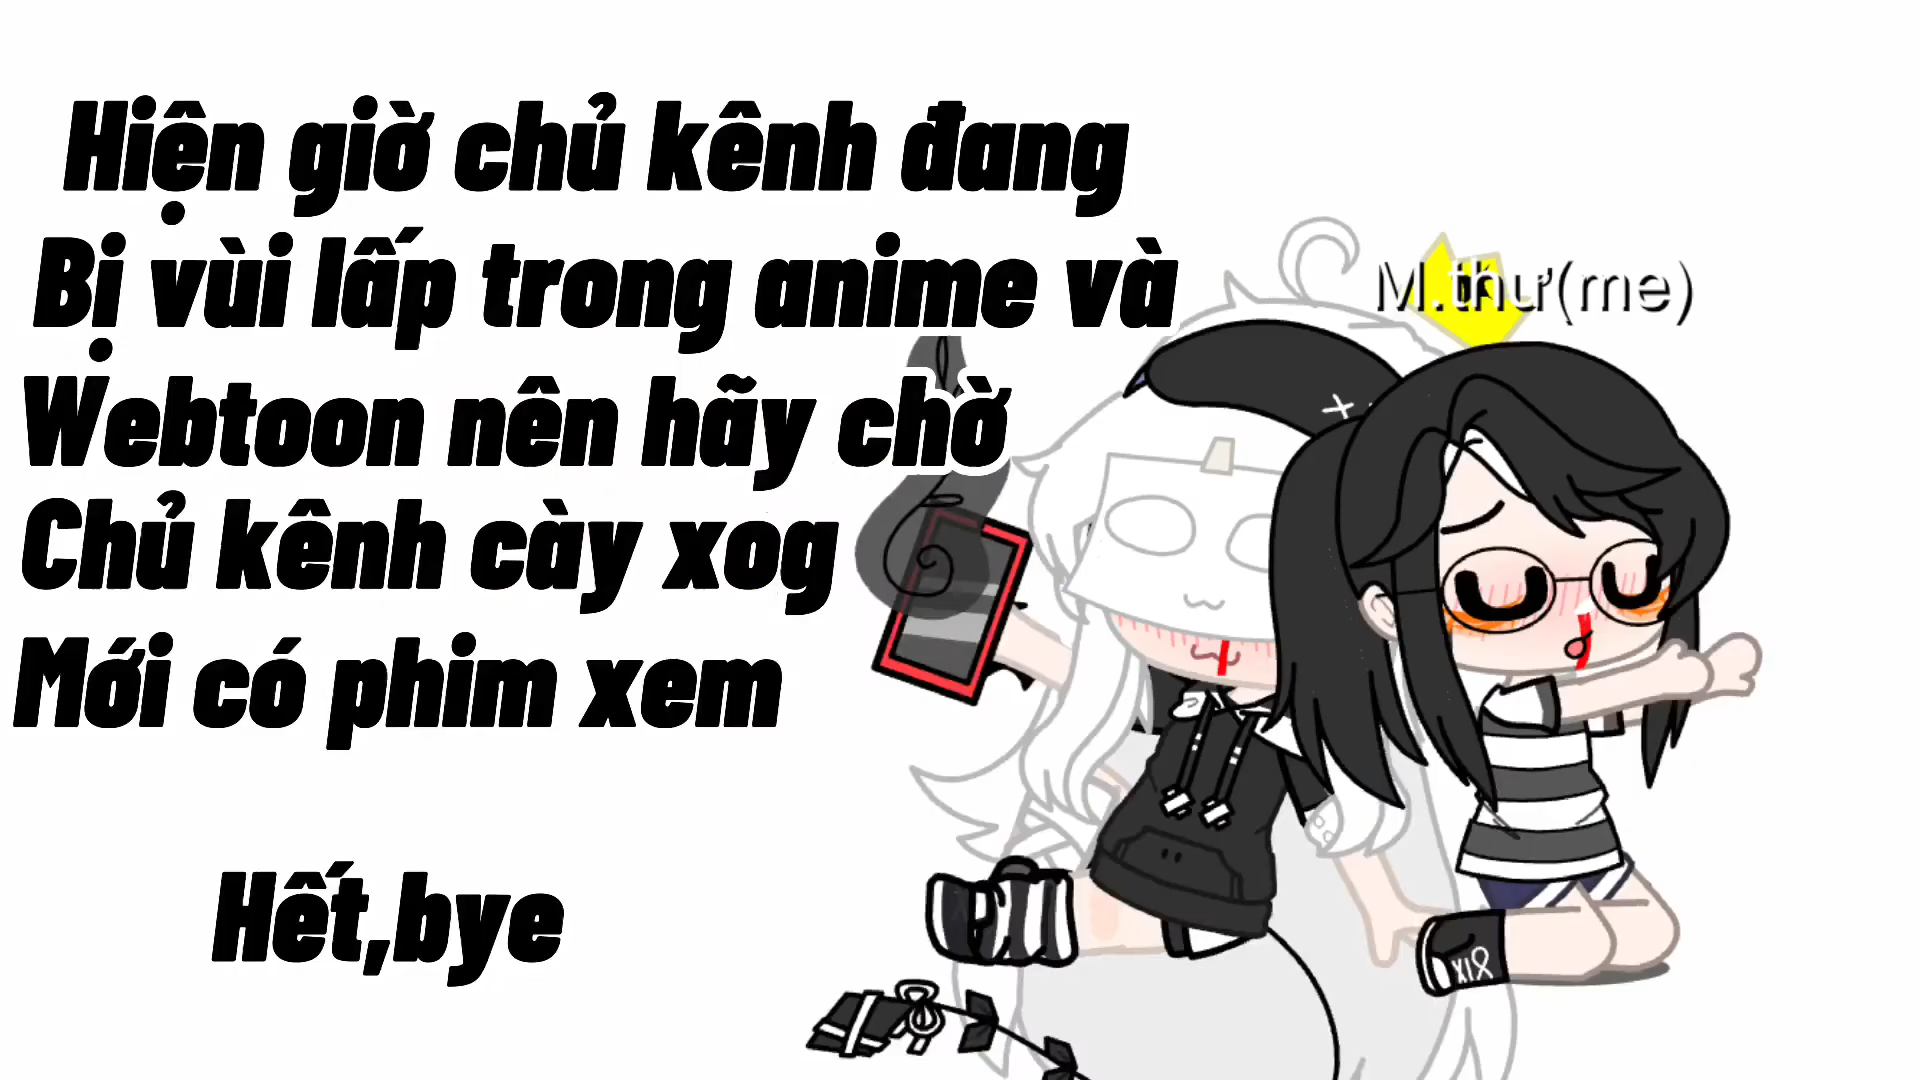 Hiện giờ chủ kênh đang
Bị vùi lấp trong anime và
Webtoon nên hãy chờ
Chủ kênh cày xog
Mới có phim xem
Hết,bye
M.thư(me)
XIX